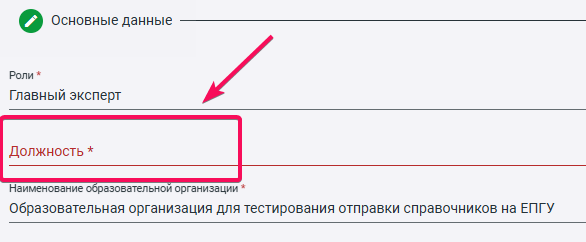 Основные данные
Роли *
Главный эксперт
Должность *
Наименование образовательной организации *
Образовательная организация для тестирования отправки справочников на ЕПГУ